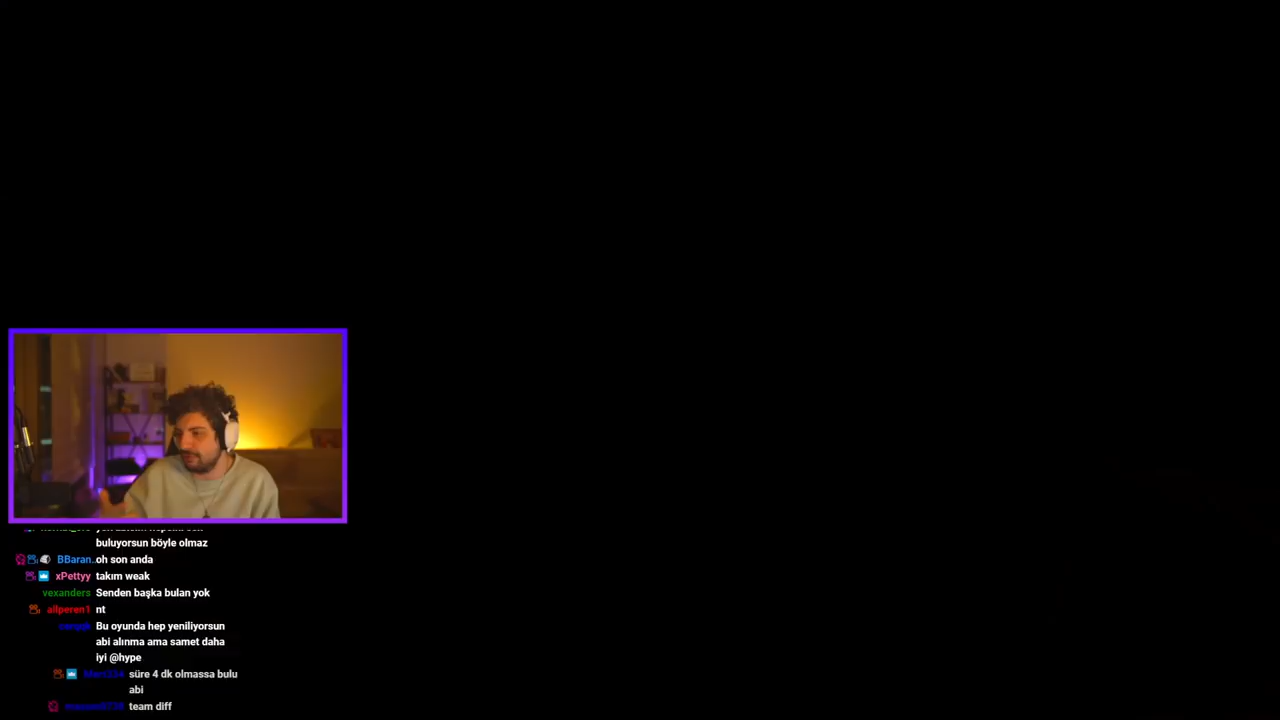 buluyorsun böyle olmaz
BBaran.. oh son anda
xPettyy takım weak
vexanders Senden başka bulan yok
allperen1 nt
Bu oyunda hep yeniliyorsun
abi alınma ama samet daha
iyi @hype
süre 4 dk olmassa bulu
abi
team diff